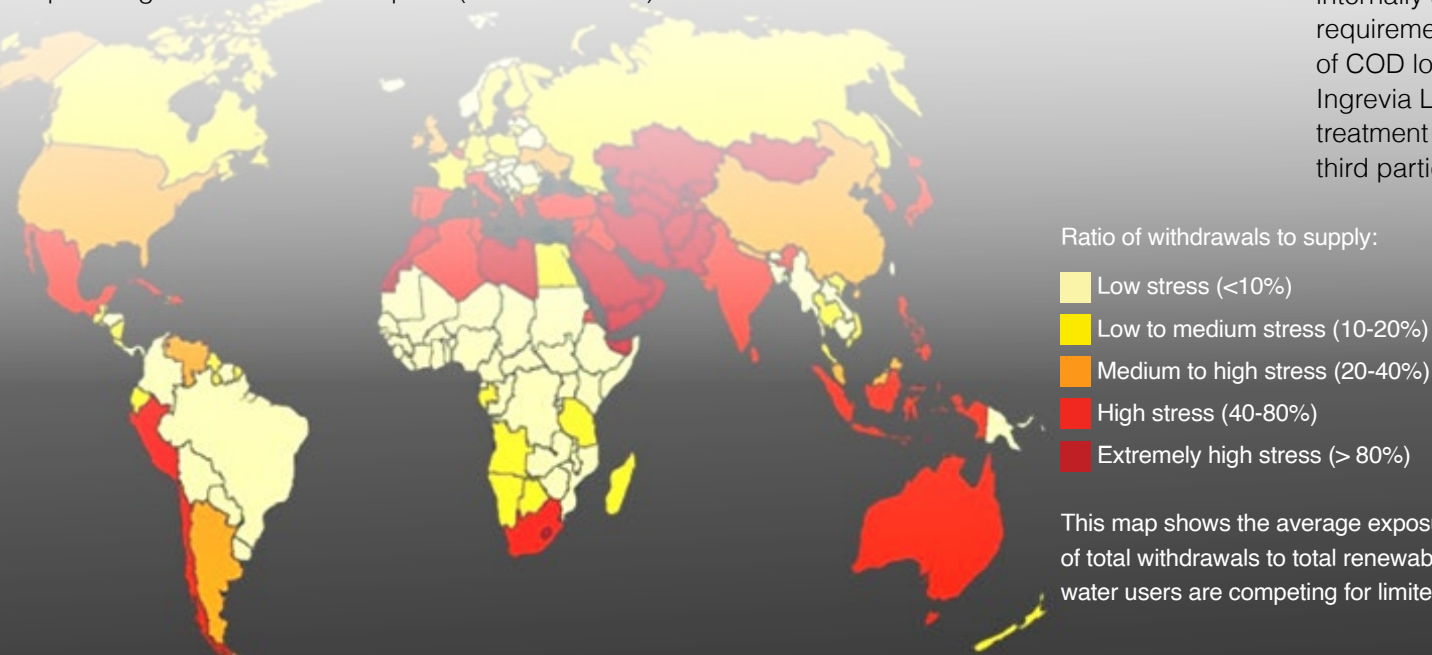 requireme
of COD lo
Ingrevia L
treatment
third parti
Ratio of withdrawals to supply:
Low stress (<10%)
Low to medium stress (10-20%)
Medium to high stress (20-40%)
High stress (40-80%)
Extremely high stress (> 80%)
This map shows the average expos
of total withdrawals to total renewab
water users are competing for limite